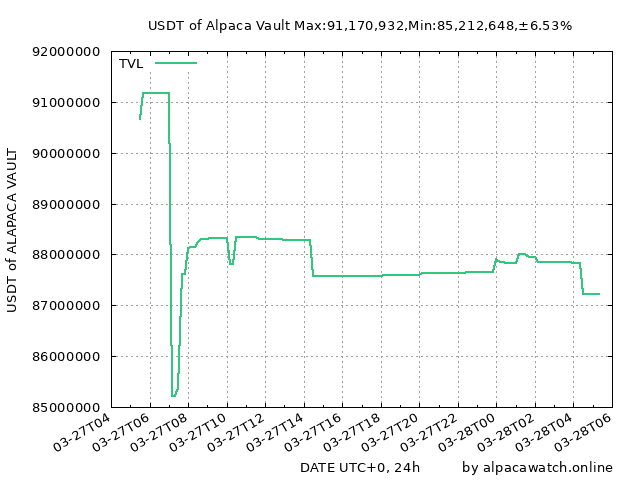 USDT of Alpaca Vault Max:91,170,932,Min:85,212,648,±6.53%
TVL
USDT of ALAPACA VAULT
92000000
91000000
90000000
89000000
88000000
87000000
86000000
85000000
03-27T04
03-27T06
03-27T08
03-27T10
03-27T12
03-27T14
03-27T16
03-27T18
03-27T20
03-27T22
03-28T00
03-28T02
03-28T04
03-28T06
DATE UTC+0, 24h
by alpacawatch.online